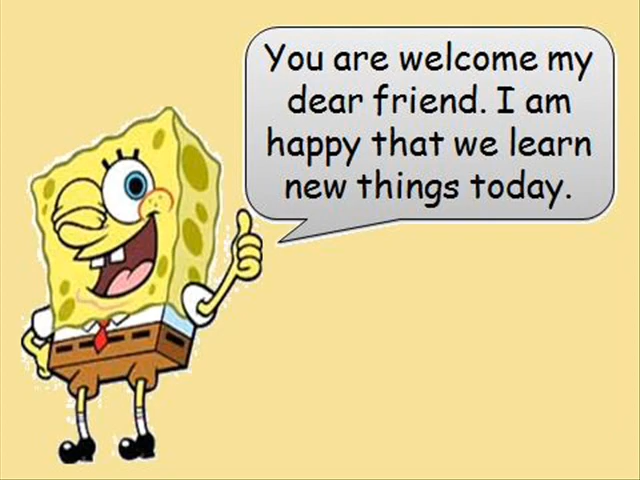 You are welcome my
dear friend. I am
happy that we learn
new things today.